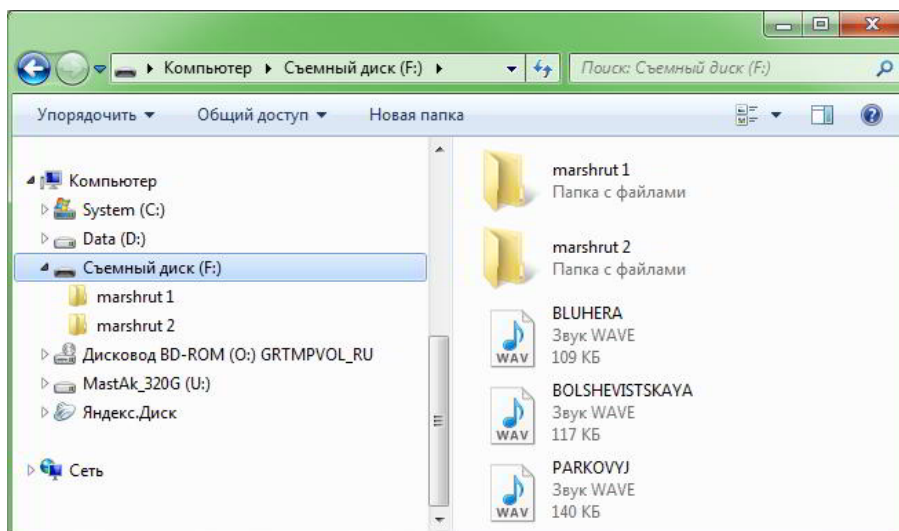 Компьютер
Съемный диск (F:)
Поиск: Съемный диск (F:)
Упорядочить
Общий доступ
Новая папка
Компьютер
System (C:)
Data (D:)
Съемный диск (F:)
marshrut 1
marshrut 2
Дисковод BD-ROM (O:) GRTMPVOL_RU
MastAk_320G (U:)
Яндекс.Диск
Сеть
marshrut 1
Папка с файлами
marshrut 2
Папка с файлами
WAV
BLUHERA
Звук WAVE
109 КБ
WAV
BOLSHEVISTSKAYA
Звук WAVE
117 КБ
WAV
PARKOVYJ
Звук WAVE
140 КБ